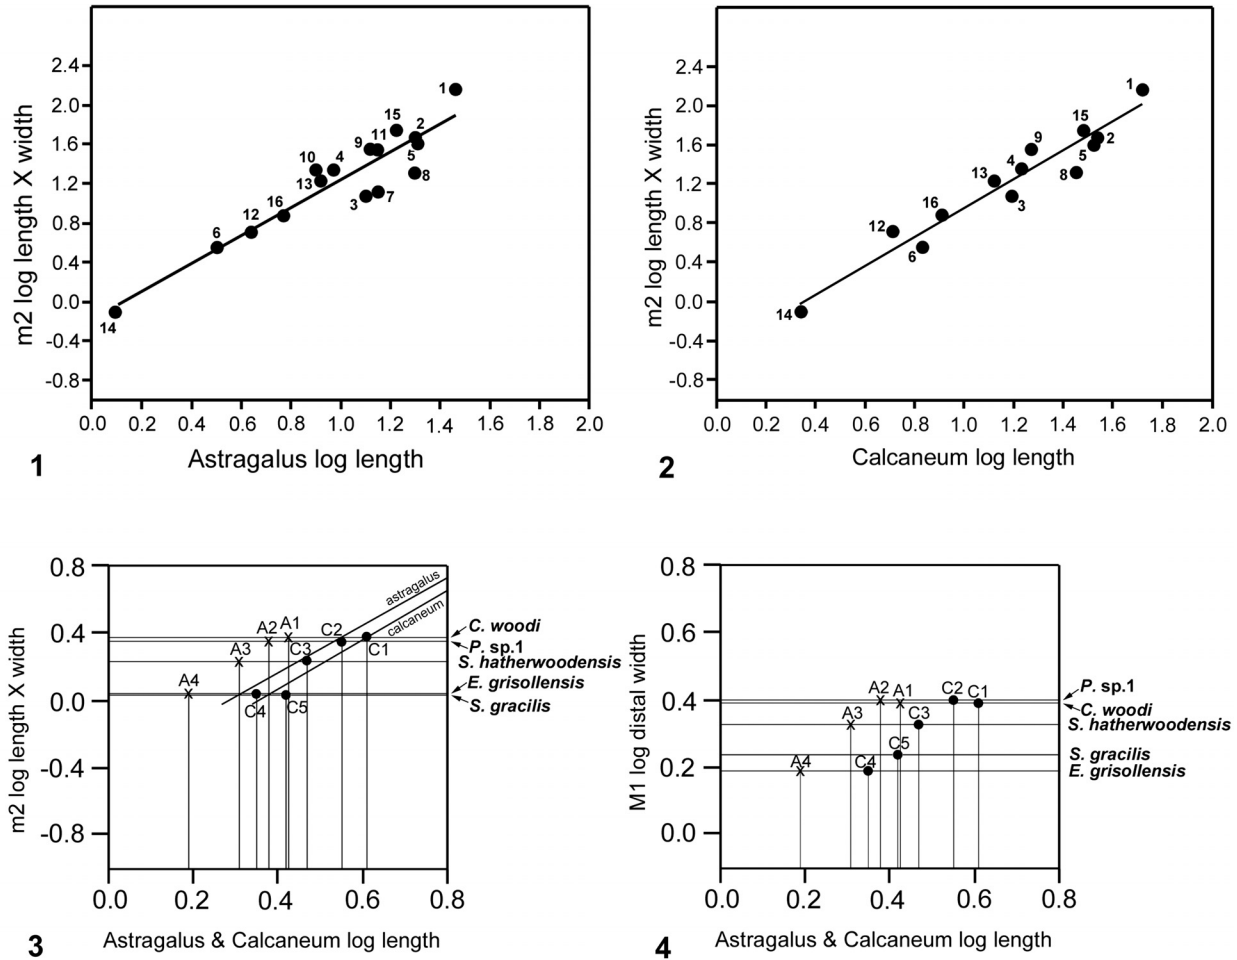 2.4
2.0
1.6
1.2
0.8
0.4
0.0
-0.4
-0.8
m2 log length X width
1
15
2
11
9
5
10
4
8
13
7
3
16
12
6
14
0.0 0.2 0.4 0.6 0.8 1.0 1.2 1.4 1.6 1.8 2.0
Astragalus log length
1
2.4
2.0
1.6
1.2
0.8
0.4
0.0
-0.4
-0.8
m2 log length X width
1
15
2
9
5
4
8
13
3
16
12
6
14
0.0 0.2 0.4 0.6 0.8 1.0 1.2 1.4 1.6 1.8 2.0
Calcaneum log length
2
0.8
0.4
0.0
-0.4
-0.8
m2 log length X width
astragalus
calcaneum
A1
A2
C2
C1
A3
C3
A4
C4
C5
C. woodi
P. sp.1
S. hatherwoodensis
E. grisollensis
S. gracilis
0.0 0.2 0.4 0.6 0.8
Astragalus & Calcaneum log length
3
0.8
0.6
0.4
0.2
0.0
M1 log distal width
A2
A1
C2
C1
A3
C3
C5
A4
C4
P. sp.1
C. woodi
S. hatherwoodensis
S. gracilis
E. grisollensis
0.0 0.2 0.4 0.6 0.8
Astragalus & Calcaneum log length
4